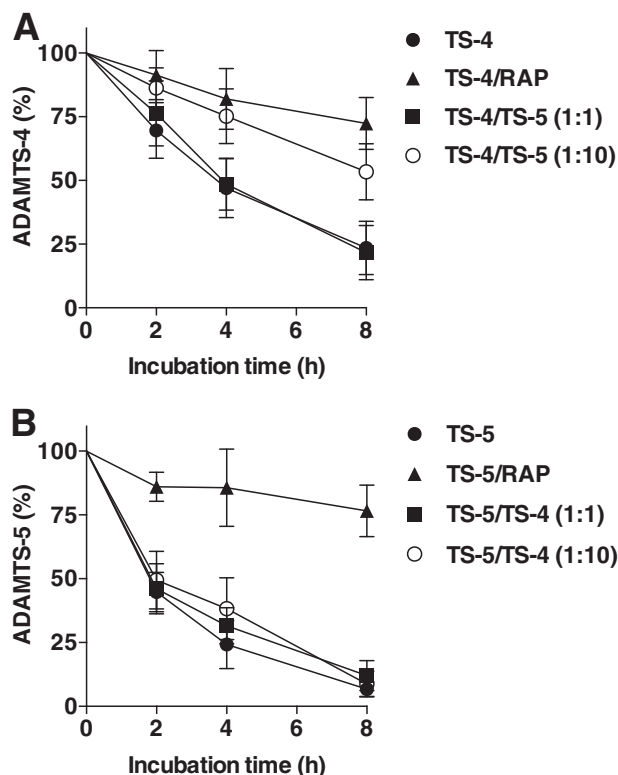 A
ADAMTS-4 (%)
100
75
50
25
0
0 2 4 6 8
Incubation time (h)
TS-4
TS-4/RAP
TS-4/TS-5 (1:1)
TS-4/TS-5 (1:10)
B
ADAMTS-5 (%)
100
75
50
25
0
0 2 4 6 8
Incubation time (h)
TS-5
TS-5/RAP
TS-5/TS-4 (1:1)
TS-5/TS-4 (1:10)